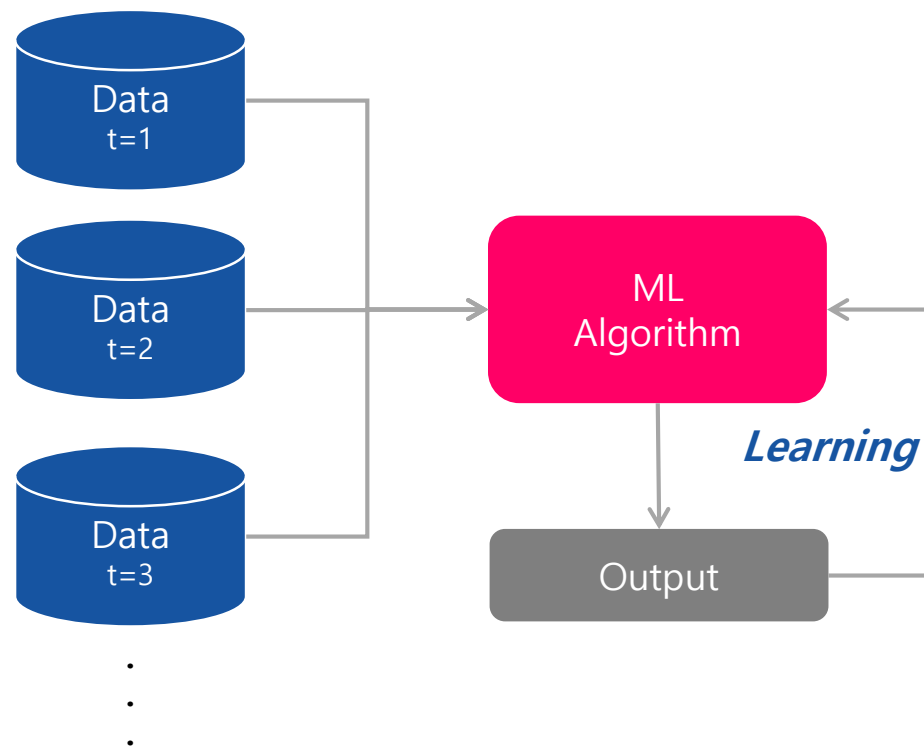 Data
t=1
Data
t=2
Data
t=3
.
.
.
ML
Algorithm
Learning
Output